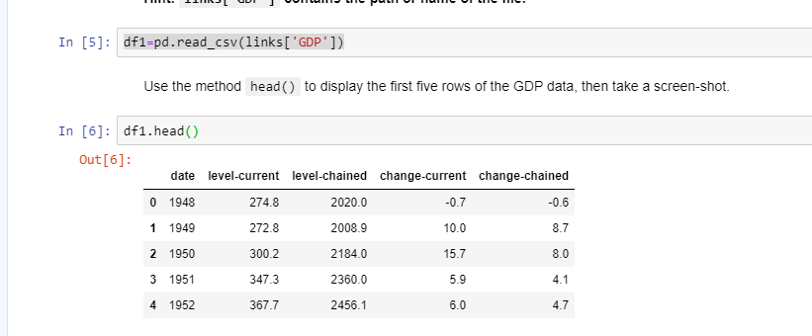 Hint: links["GDP"] contains the path or name of the file.
In [5]: df1=pd.read_csv(links['GDP'])
Use the method head() to display the first five rows of the GDP data, then take a screen-shot.
In [6]: df1.head()
Out[6]:
date level-current level-chained change-current change-chained
0 1948 274.8 2020.0 -0.7 -0.6
1 1949 272.8 2008.9 10.0 8.7
2 1950 300.2 2184.0 15.7 8.0
3 1951 347.3 2360.0 5.9 4.1
4 1952 367.7 2456.1 6.0 4.7